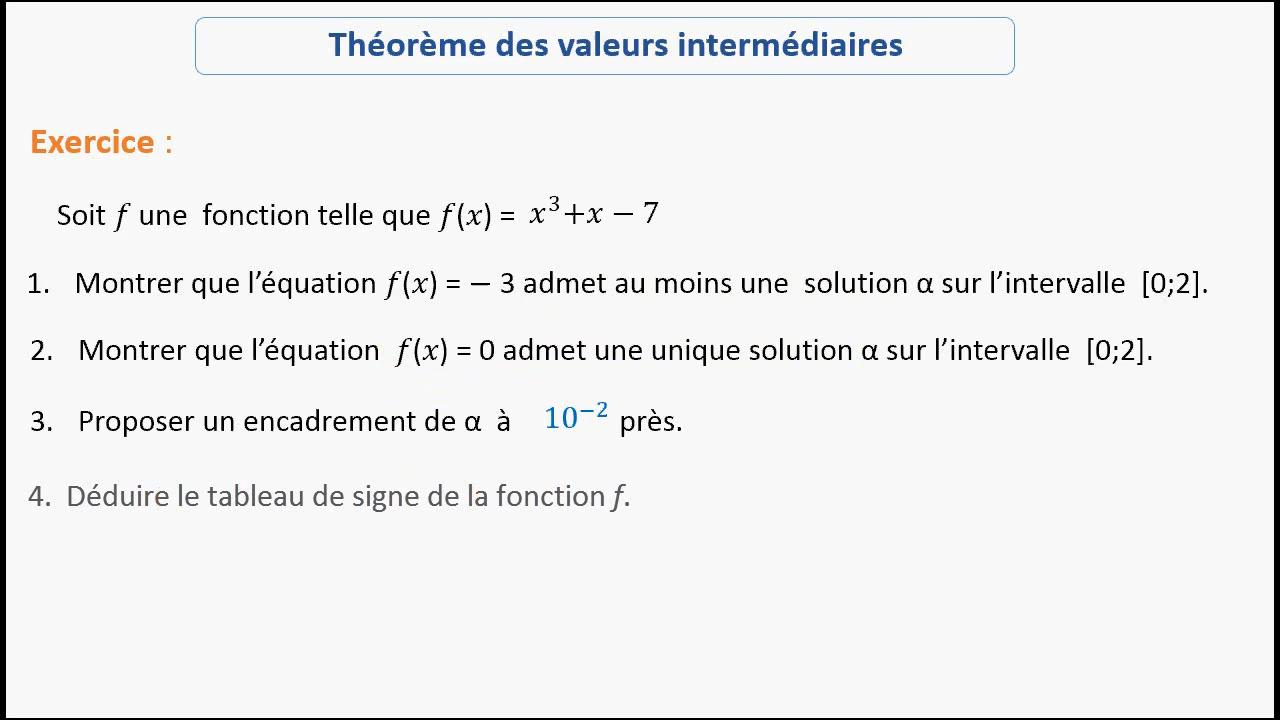 Théorème des valeurs intermédiaires
Exercice :
Soit f une fonction telle que f(x) = x³+x − 7
1. Montrer que l’équation f(x) = − 3 admet au moins une solution α sur l’intervalle [0;2].
2. Montrer que l’équation f(x) = 0 admet une unique solution α sur l’intervalle [0;2].
3. Proposer un encadrement de α à 10⁻² près.
4. Déduire le tableau de signe de la fonction f.